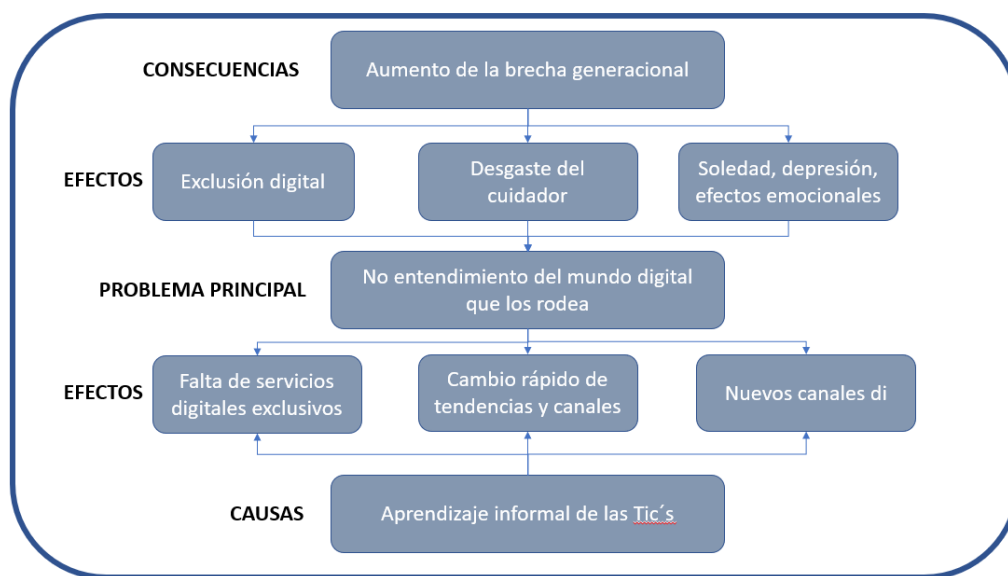 CONSECUENCIAS
Aumento de la brecha generacional
EFECTOS
Exclusión digital
Desgaste del
cuidador
Soledad, depresión,
efectos emocionales
PROBLEMA PRINCIPAL
No entendimiento del mundo digital
que los rodea
EFECTOS
Falta de servicios
digitales exclusivos
Cambio rápido de
tendencias y canales
Nuevos canales di
CAUSAS
Aprendizaje informal de las Tic´s